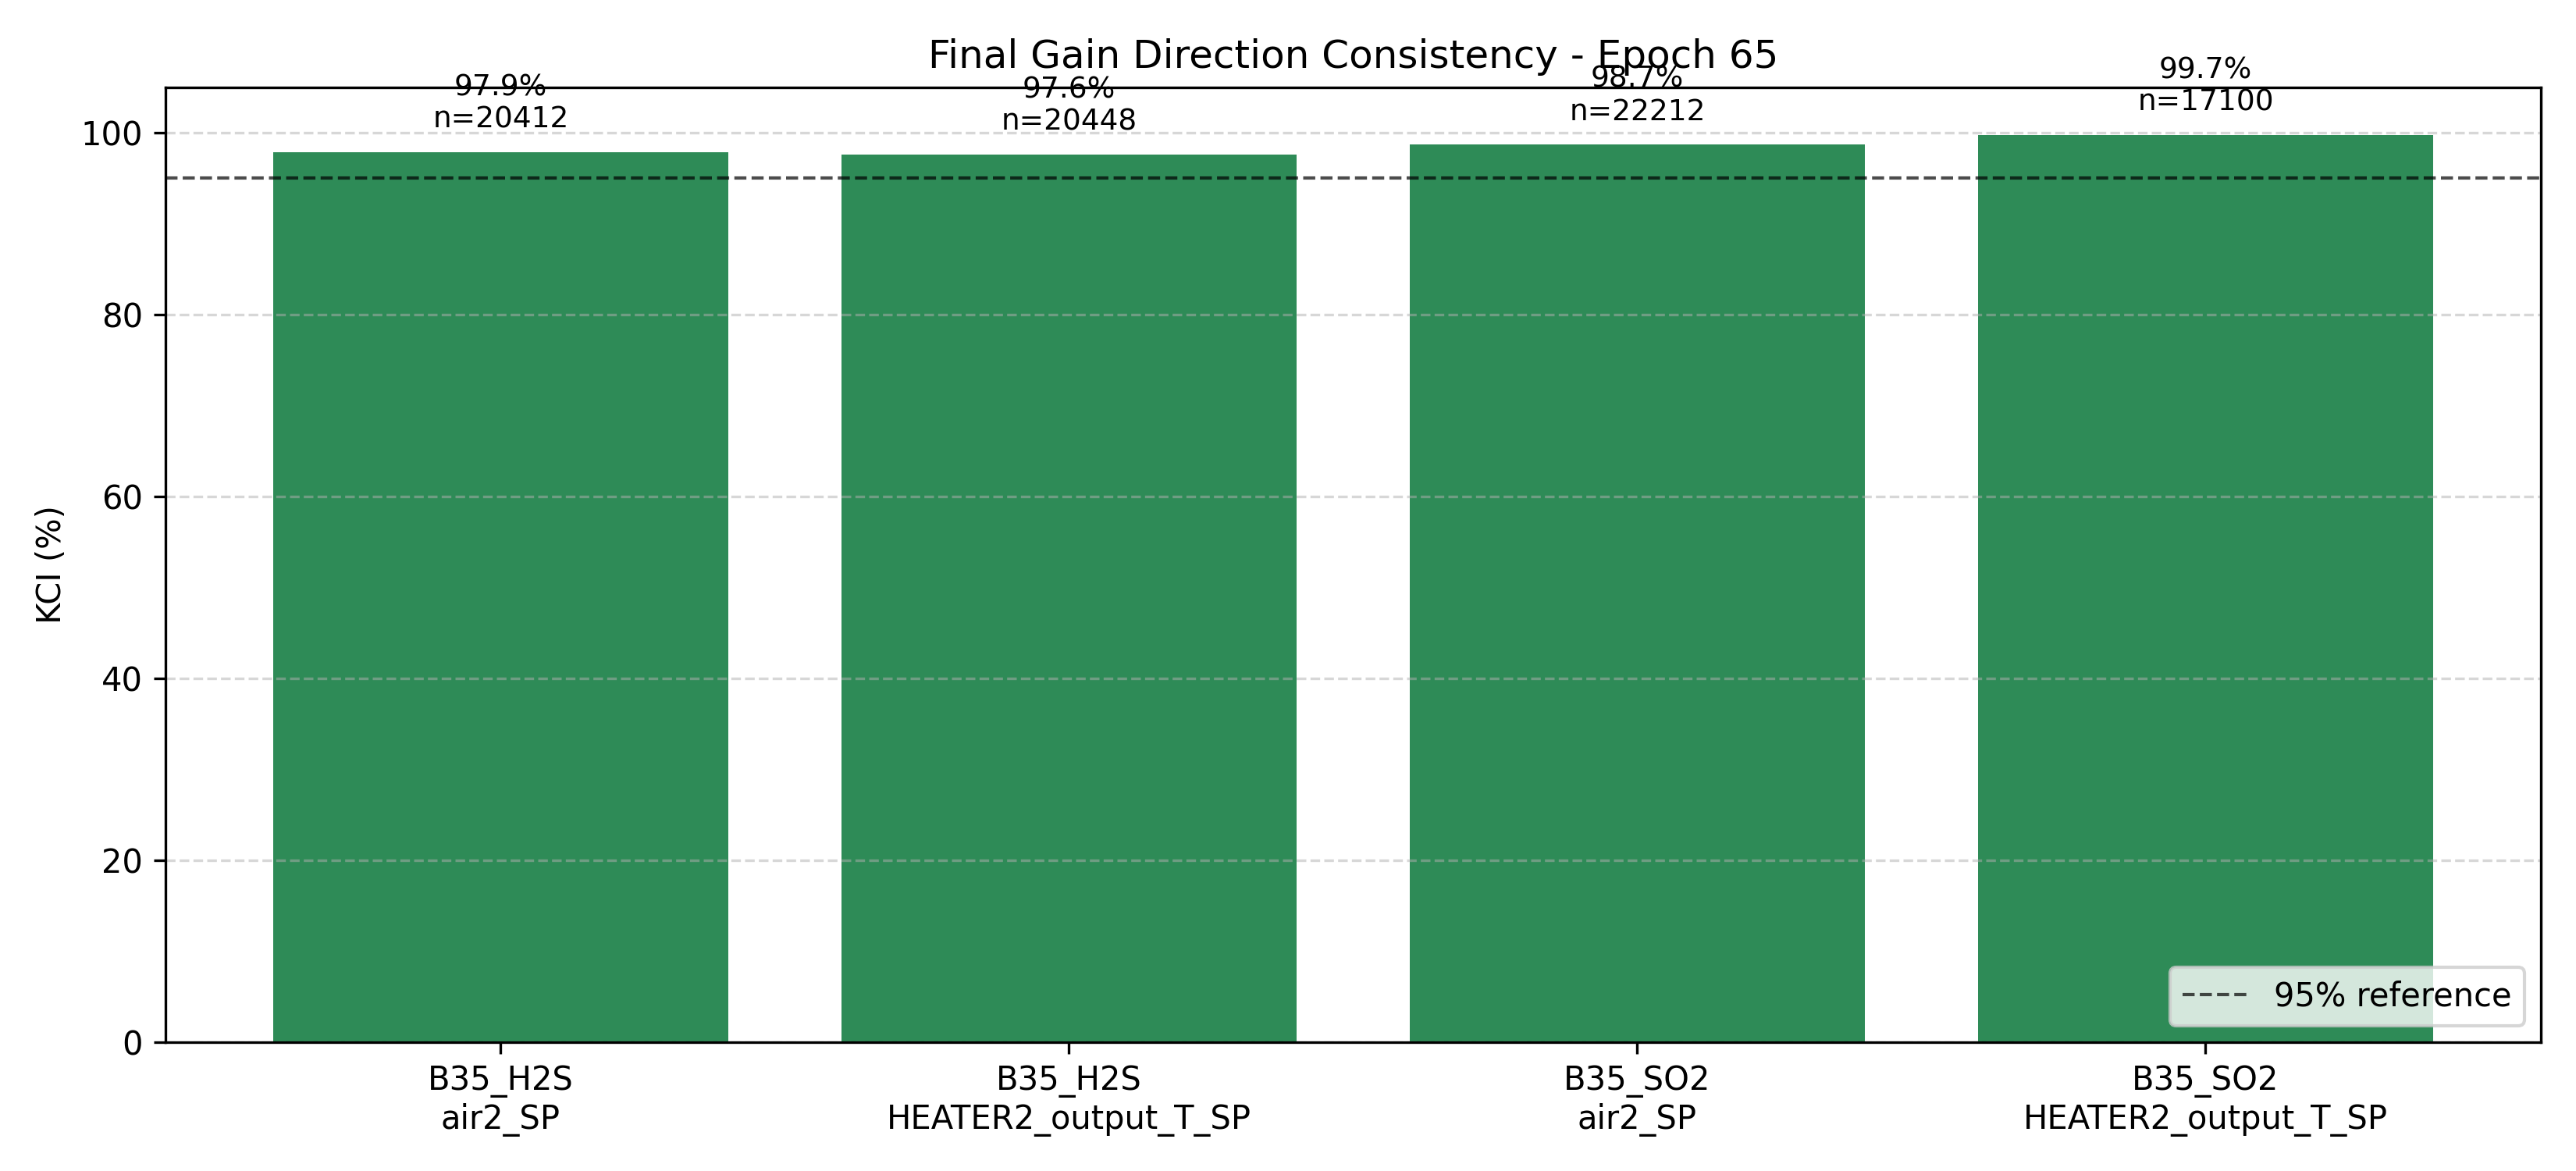 Final Gain Direction Consistency - Epoch 65
97.9%
n=20412
97.6%
n=20448
98.7%
n=22212
99.7%
n=17100
KCI (%)
100
80
60
40
20
0
95% reference
B35_H2S
air2_SP
B35_H2S
HEATER2_output_T_SP
B35_SO2
air2_SP
B35_SO2
HEATER2_output_T_SP